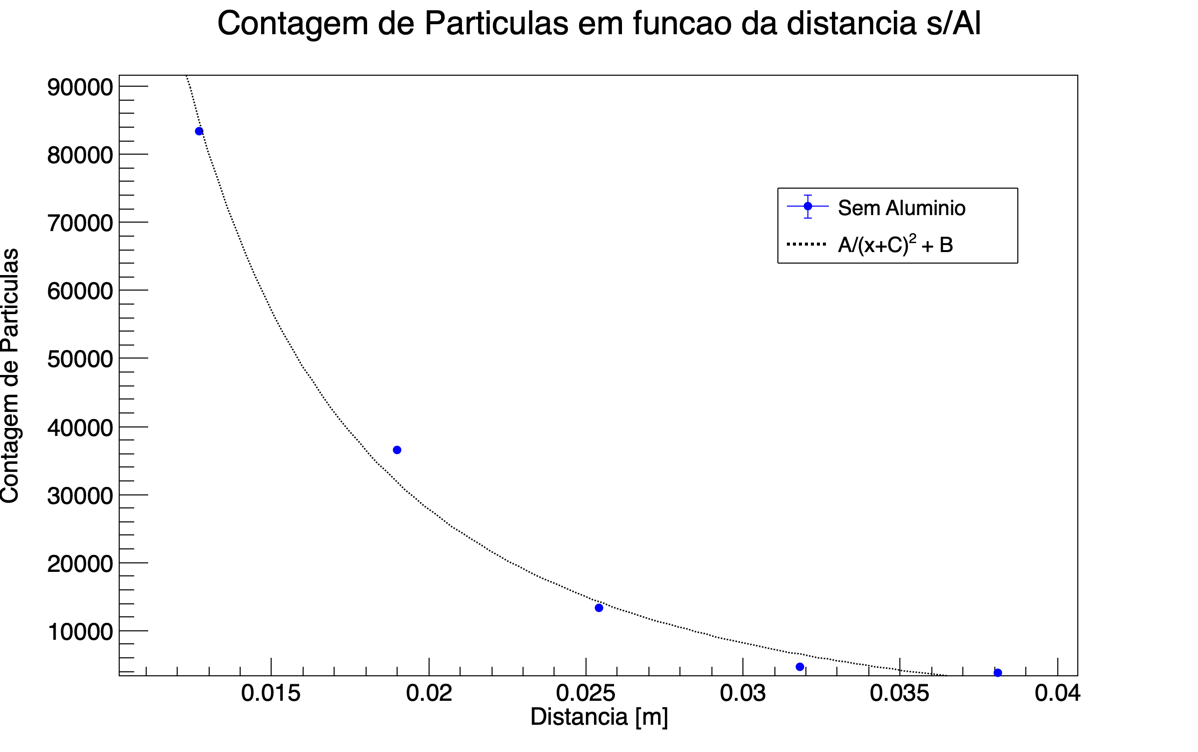 Contagem de Particulas em funcao da distancia s/Al
90000
80000
70000
60000
50000
40000
30000
20000
10000
Contagem de Particulas
Sem Aluminio
A/(x+C)² + B
0.015 0.02 0.025 0.03 0.035 0.04
Distancia [m]